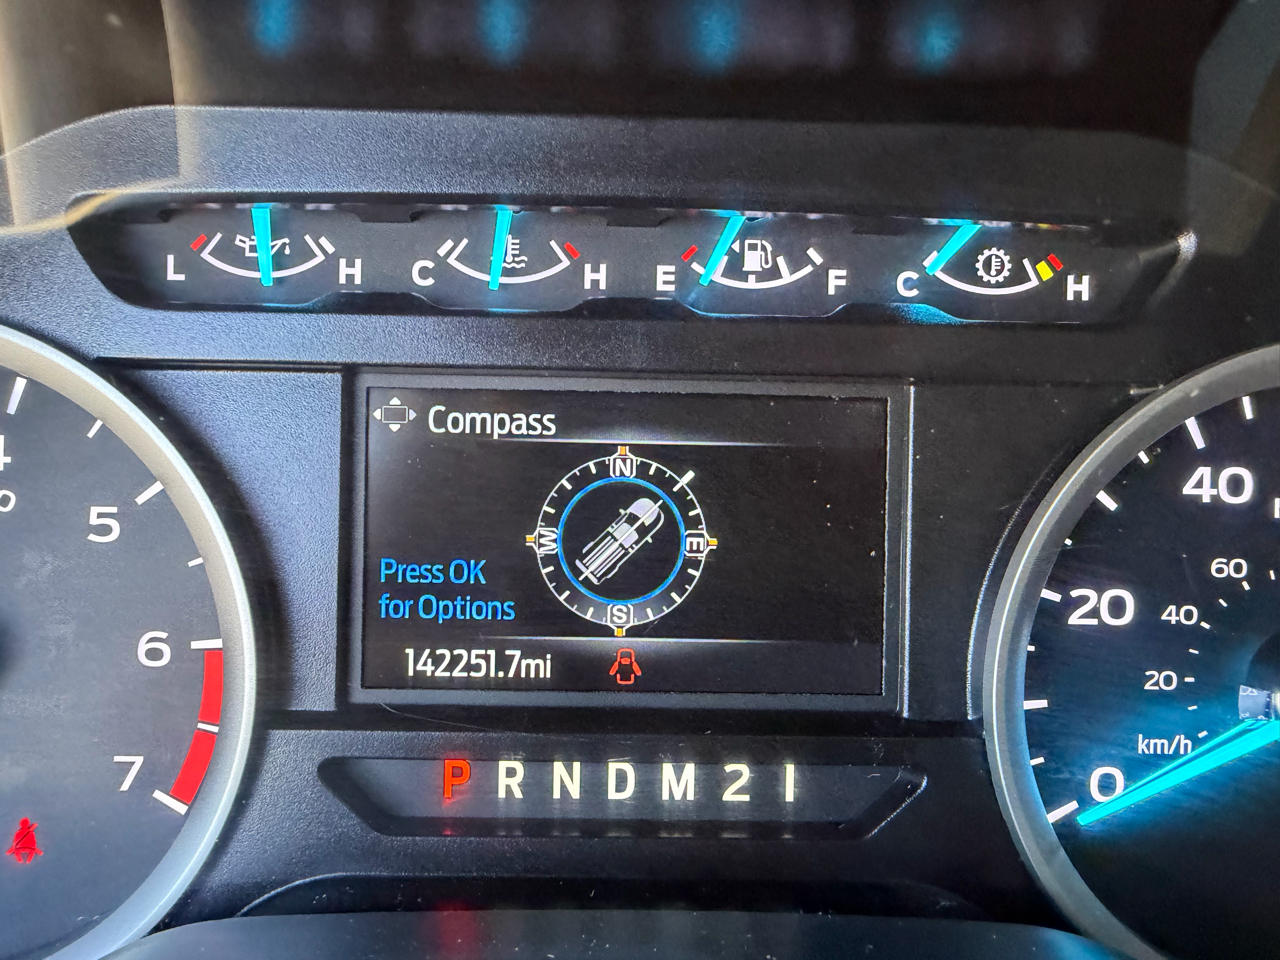 L H C H E F C H
Compass
N
W E
S
Press OK
for Options
142251.7mi
P R N D M 2 1
4
5
6
7
40
20
0
60
40
20
km/h